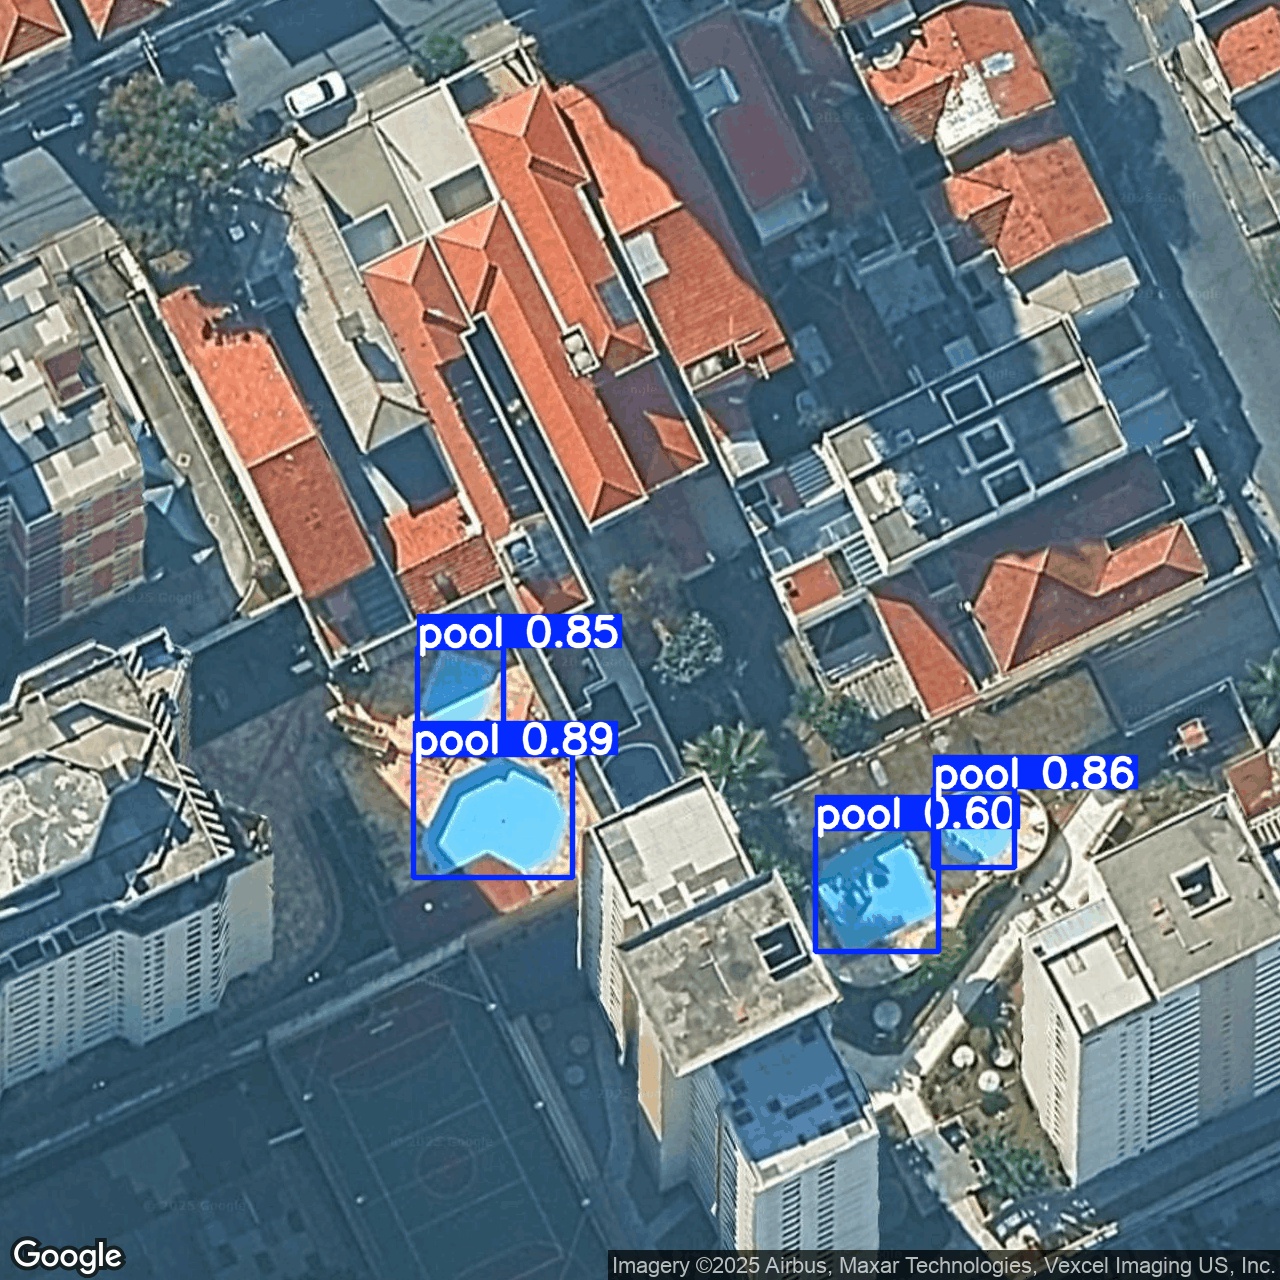 pool 0.85
pool 0.89
pool 0.86
pool 0.60
Google
Imagery ©2025 Airbus, Maxar Technologies, Vexcel Imaging US, Inc.